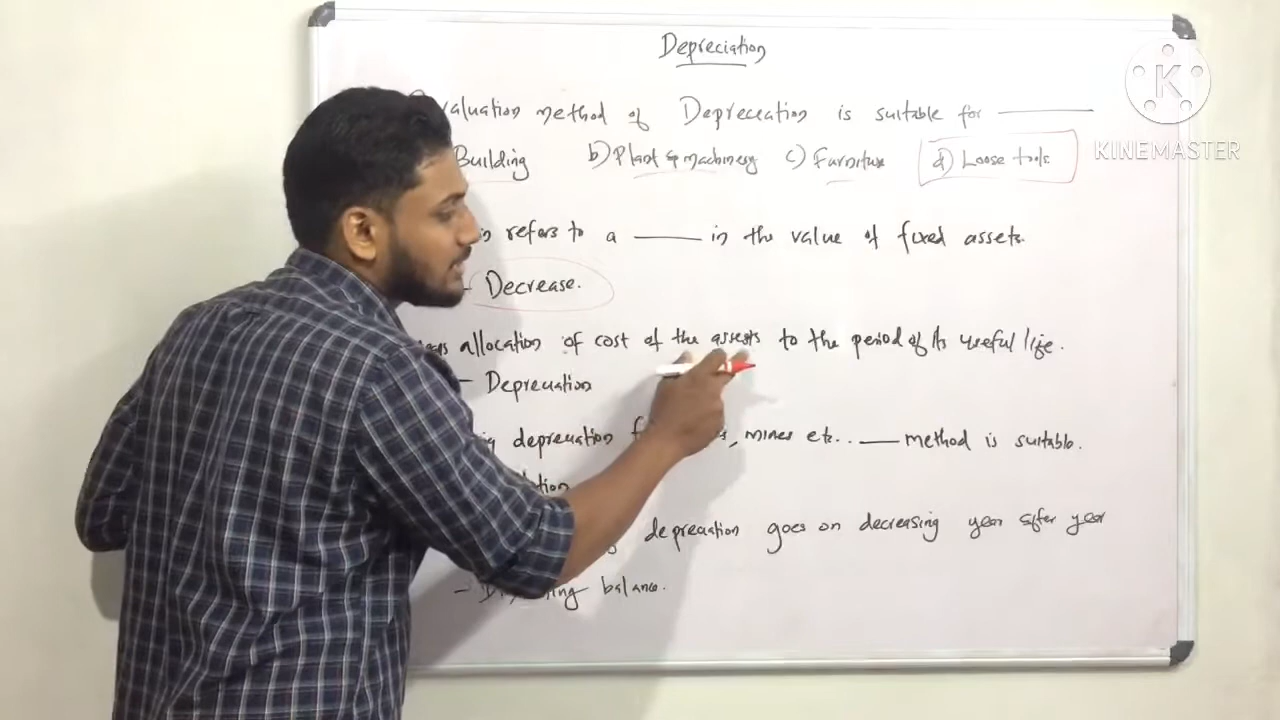 Depreciation
valuation method of Depreceation is suitable for
Building b) Plant & machinery c) Furniture d) Loose tools
K
KINEMASTER
refers to a in the value of fixed assets.
- Decrease.
allocation of cost of the assests to the period of its useful life.
- Depreciation
depreciation mines etc.. method is suitable.
depreciation goes on decreasing year after year
- balance.